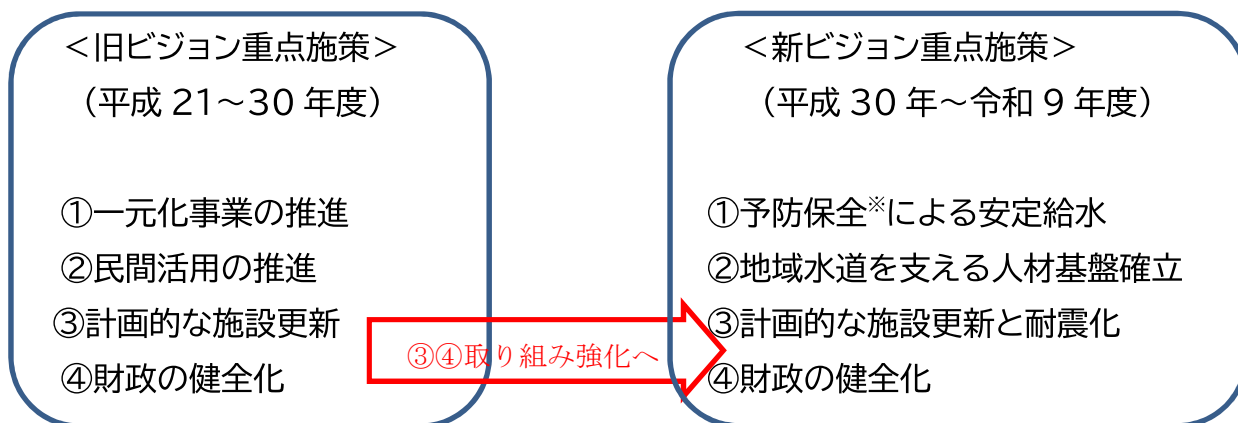 ＜旧ビジョン重点施策＞
（平成 21～30 年度）
①一元化事業の推進
②民間活用の推進
③計画的な施設更新
④財政の健全化
③④取り組み強化へ
＜新ビジョン重点施策＞
（平成 30 年～令和 9 年度）
①予防保全※による安定給水
②地域水道を支える人材基盤確立
③計画的な施設更新と耐震化
④財政の健全化